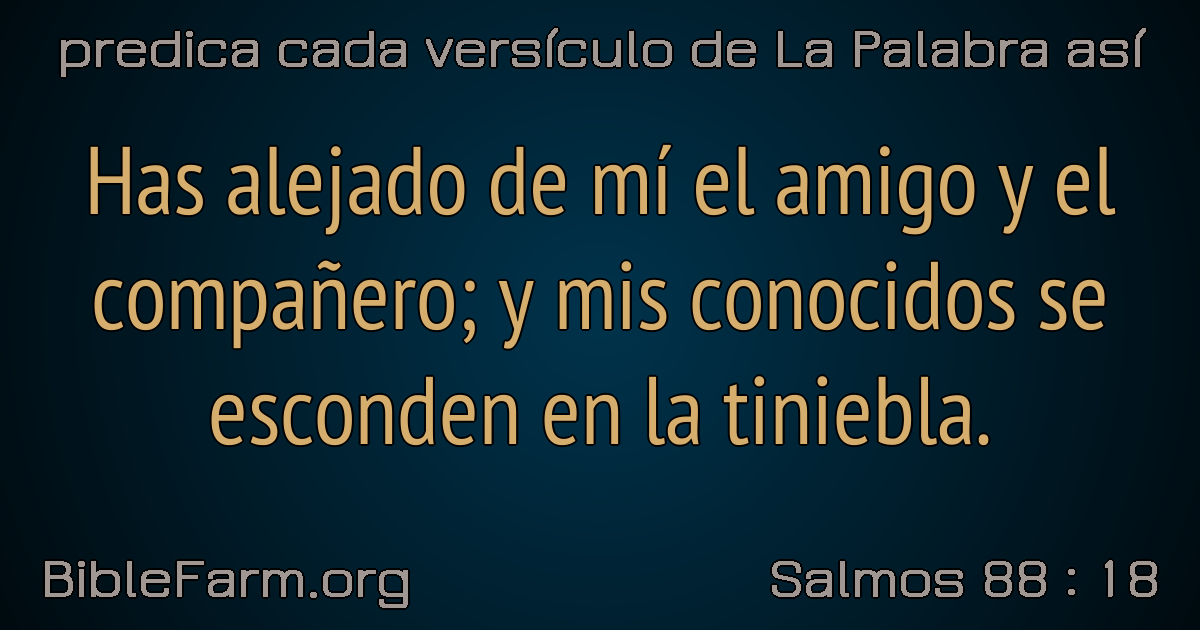 predica cada versículo de La Palabra así
Has alejado de mí el amigo y el
compañero; y mis conocidos se
esconden en la tiniebla.
BibleFarm.org
Salmos 88 : 18